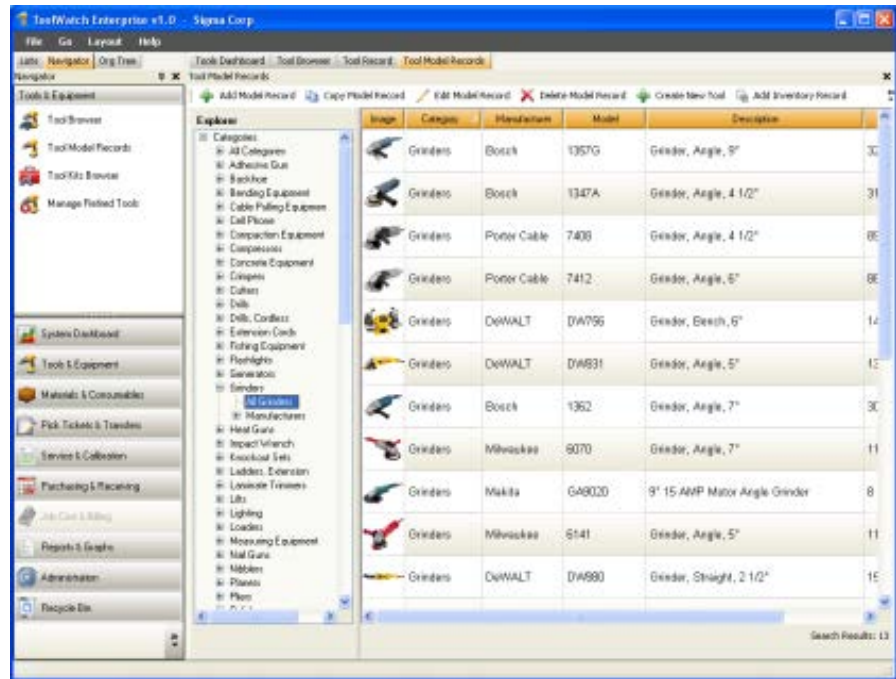 ToolWatch Enterprise v1.0 - Sigma Corp
File Go Layout Help
Lists Navigator Org Tree
Tools Dashboard Tool Browser Tool Record Tool Model Records
Navigator
Tool Model Records
Tools & Equipment
Add Model Record Copy Model Record Edit Model Record Delete Model Record Create New Tool Add Inventory Record
Tool Browser
Tool Model Records
Tool Kits Browser
Manage Retired Tools
System Dashboard
Tools & Equipment
Materials & Consumables
Pick Tickets & Transfers
Service & Calibration
Purchasing & Receiving
Job Cost & Billing
Reports & Graphs
Administration
Recycle Bin
Explorer
Categories
All Categories
Adhesive Gun
Backhoe
Bending Equipment
Cable Pulling Equipmen
Cell Phone
Compaction Equipment
Compressors
Concrete Equipment
Crimpers
Cutters
Drills
Drills, Cordless
Extension Cords
Fishing Equipment
Flashlights
Generators
Grinders
All Grinders
Manufacturers
Heat Guns
Impact Wrench
Knockout Sets
Ladders, Extension
Laminate Trimmers
Lifts
Lighting
Loaders
Measuring Equipment
Nail Guns
Nibblers
Planers
Pliers
Image Category Manufacturer Model Description
Grinders Bosch 1357G Grinder, Angle, 9"
Grinders Bosch 1347A Grinder, Angle, 4 1/2" 31
Grinders Porter Cable 7408 Grinder, Angle, 4 1/2"
Grinders Porter Cable 7412 Grinder, Angle, 6"
Grinders DeWALT DW756 Grinder, Bench, 6"
Grinders DeWALT DW831 Grinder, Angle, 5"
Grinders Bosch 1362 Grinder, Angle, 7"
Grinders Milwaukee 6070 Grinder, Angle, 7" 11
Grinders Makita GA9020 9" 15 AMP Motor Angle Grinder 8
Grinders Milwaukee 6141 Grinder, Angle, 5" 11
Grinders DeWALT DW880 Grinder, Straight, 2 1/2"
Search Results: 13